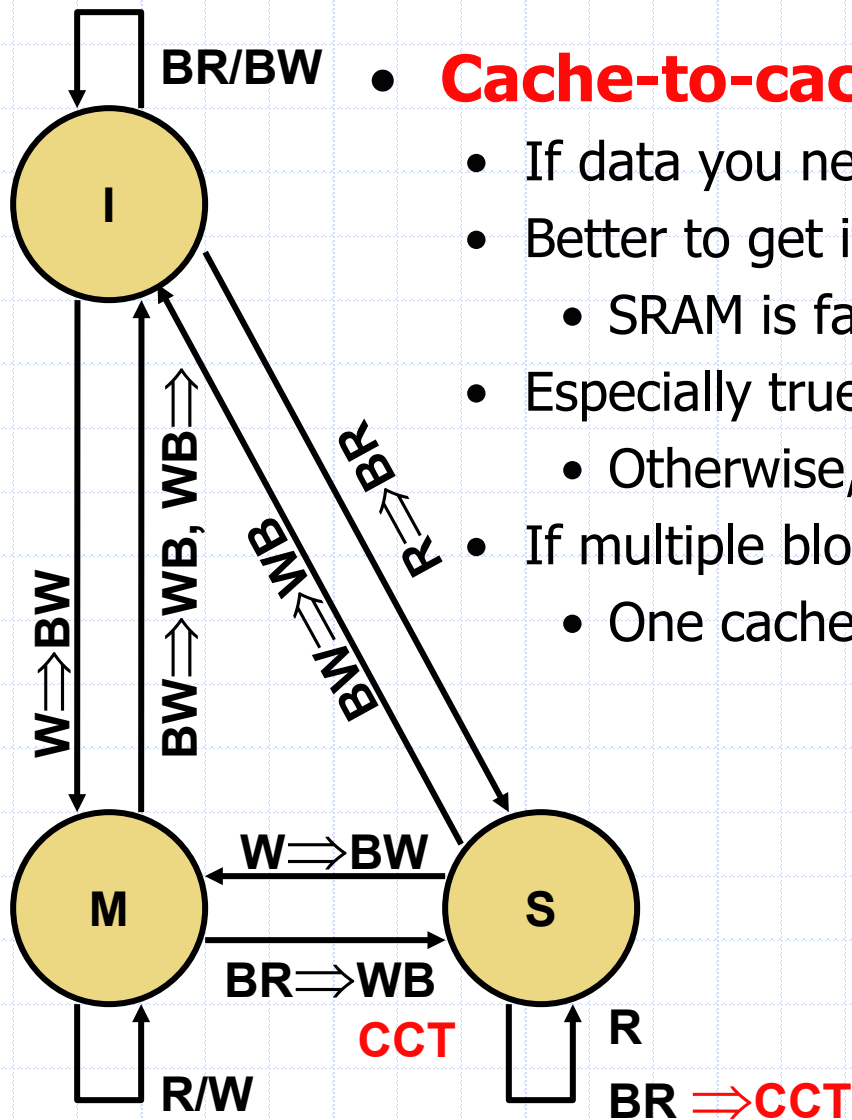 BR/BW
• Cache-to-cac
• If data you ne
• Better to get i
• SRAM is fa
• Especially true
• Otherwise,
• If multiple blo
• One cache
I
W⇒BW
BW⇒WB, WB⇒
BW⇒WB
R⇒BR
M
W⇒BW
BR⇒WB
CCT
S
R/W
R
BR ⇒CCT